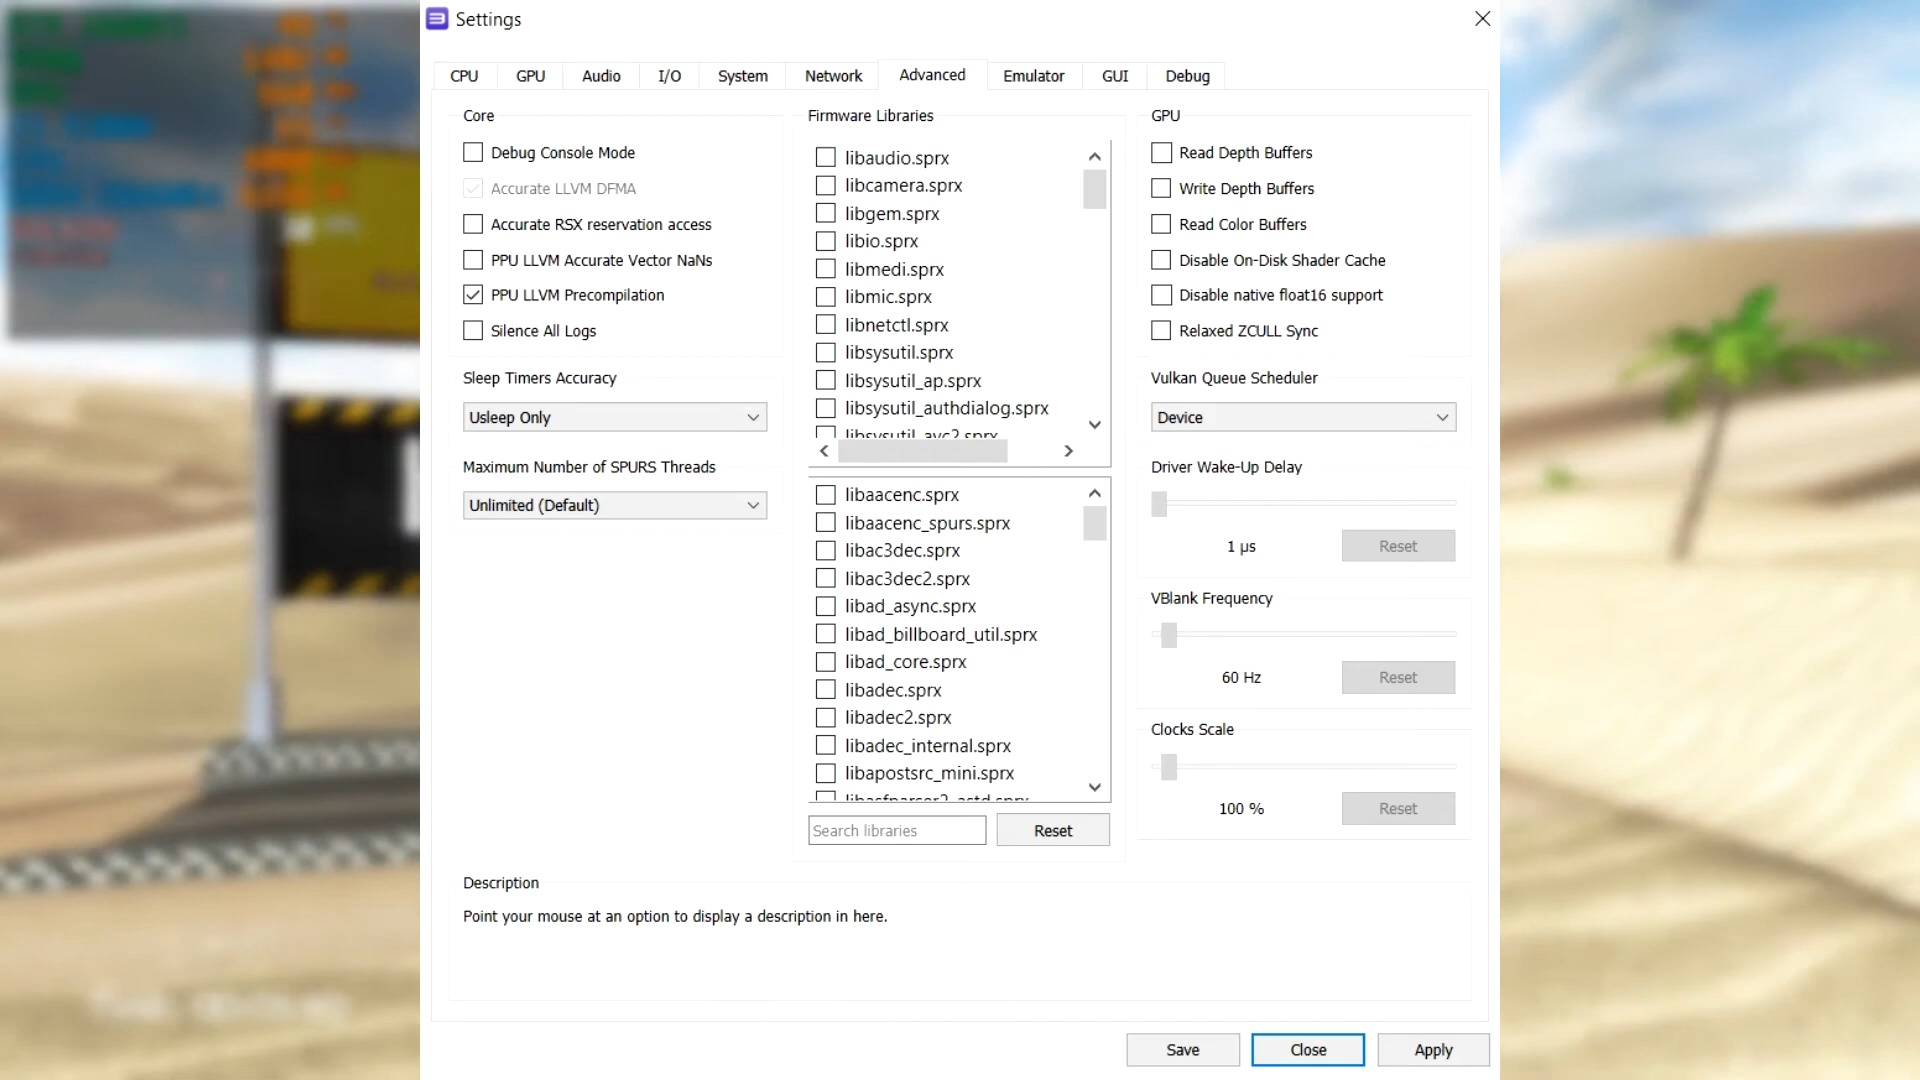 Settings
CPU
GPU
Audio
I/O
System
Network
Advanced
Emulator
GUI
Debug
Core
Debug Console Mode
Accurate LLVM DFMA
Accurate RSX reservation access
PPU LLVM Accurate Vector NaNs
PPU LLVM Precompilation
Silence All Logs
Sleep Timers Accuracy
Usleep Only
Maximum Number of SPURS Threads
Unlimited (Default)
Firmware Libraries
libaudio.sprx
libcamera.sprx
libgem.sprx
libio.sprx
libmedi.sprx
libmic.sprx
libnetctl.sprx
libsysutil.sprx
libsysutil_ap.sprx
libsysutil_authdialog.sprx
libsysutil_avc2.sprx
libaacenc.sprx
libaacenc_spurs.sprx
libac3dec.sprx
libac3dec2.sprx
libad_async.sprx
libad_billboard_util.sprx
libad_core.sprx
libadec.sprx
libadec2.sprx
libadec_internal.sprx
libapostsrc_mini.sprx
libasfparser2_astd.sprx
Search libraries
Reset
GPU
Read Depth Buffers
Write Depth Buffers
Read Color Buffers
Disable On-Disk Shader Cache
Disable native float16 support
Relaxed ZCULL Sync
Vulkan Queue Scheduler
Device
Driver Wake-Up Delay
1 µs
Reset
VBlank Frequency
60 Hz
Reset
Clocks Scale
100 %
Reset
Description
Point your mouse at an option to display a description in here.
Save
Close
Apply